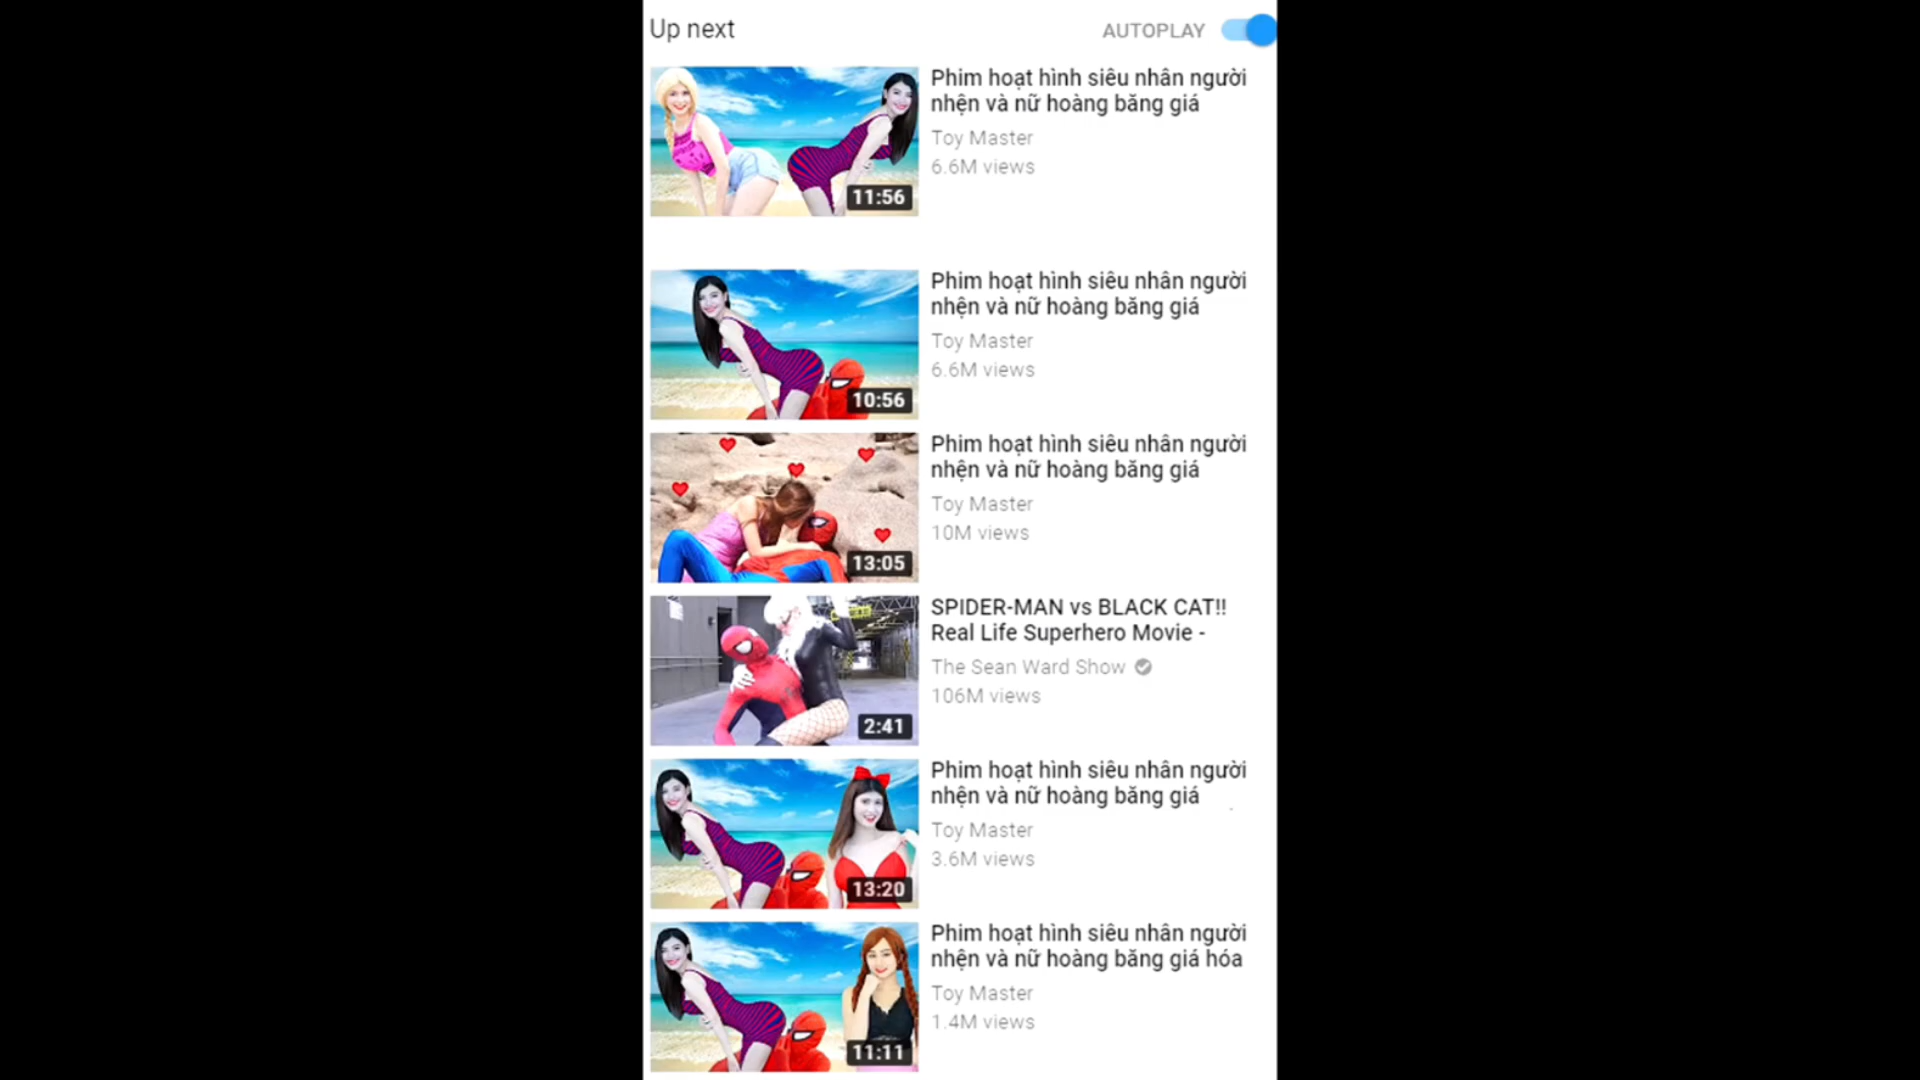 Up next
AUTOPLAY
Phim hoạt hình siêu nhân người
nhện và nữ hoàng băng giá
Toy Master
6.6M views
11:56
Phim hoạt hình siêu nhân người
nhện và nữ hoàng băng giá
Toy Master
6.6M views
10:56
Phim hoạt hình siêu nhân người
nhện và nữ hoàng băng giá
Toy Master
10M views
13:05
SPIDER-MAN vs BLACK CAT!!
Real Life Superhero Movie -
The Sean Ward Show
106M views
2:41
Phim hoạt hình siêu nhân người
nhện và nữ hoàng băng giá
Toy Master
3.6M views
13:20
Phim hoạt hình siêu nhân người
nhện và nữ hoàng băng giá hóa
Toy Master
1.4M views
11:11